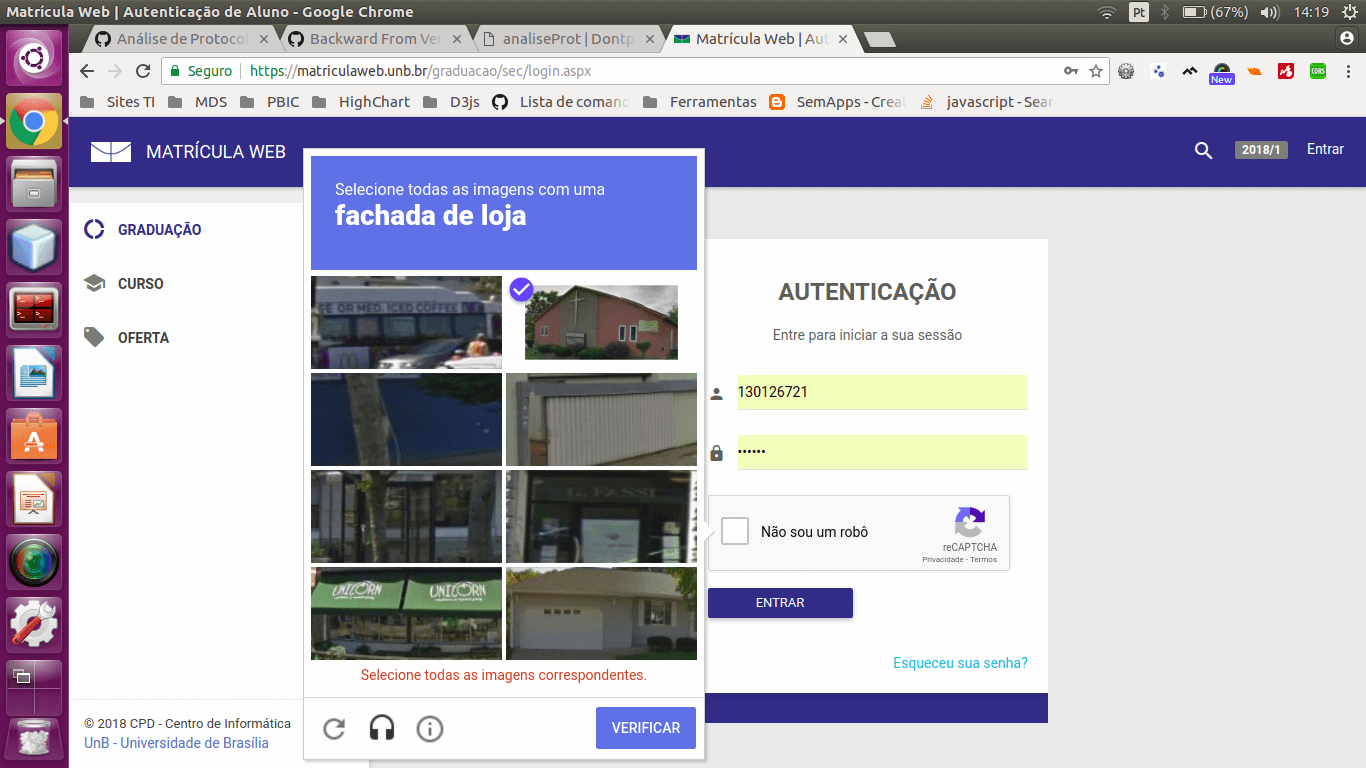 Matrícula Web | Autenticação de Aluno - Google Chrome
Pt
(67%)
14:19
Análise de Protocol
Backward From Ver
analiseProt | Dontp
Matrícula Web | Aut
Seguro
https://matriculaweb.unb.br/graduacao/sec/login.aspx
New
CORS
Sites TI
MDS
PBIC
HighChart
D3js
Lista de comand
Ferramentas
SemApps - Creat
javascript - Sear
MATRÍCULA WEB
2018/1
Entrar
GRADUAÇÃO
CURSO
OFERTA
© 2018 CPD - Centro de Informática
UnB - Universidade de Brasília
Selecione todas as imagens com uma
fachada de loja
FE OR MED. ICED COFFEE
G. FASSI
UNICORN
UNICORN
Selecione todas as imagens correspondentes.
VERIFICAR
AUTENTICAÇÃO
Entre para iniciar a sua sessão
130126721
••••••
Não sou um robô
reCAPTCHA
Privacidade - Termos
ENTRAR
Esqueceu sua senha?